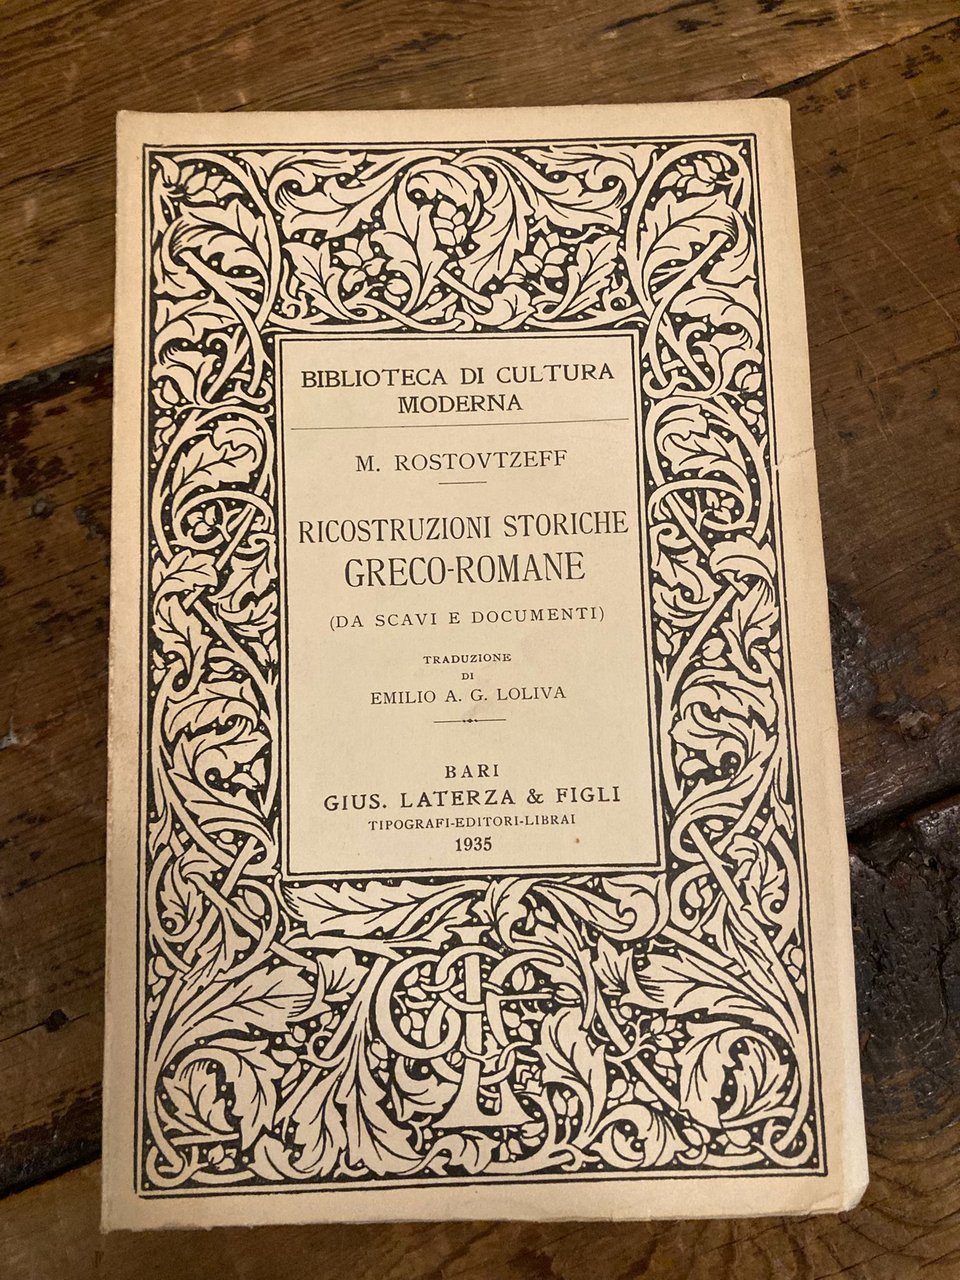 BIBLIOTECA DI CULTURA
MODERNA
M. ROSTOVTZEFF
RICOSTRUZIONI STORICHE
GRECO-ROMANE
(DA SCAVI E DOCUMENTI)
TRADUZIONE
DI
EMILIO A. G. LOLIVA
BARI
GIUS. LATERZA & FIGLI
TIPOGRAFI-EDITORI-LIBRAI
1935